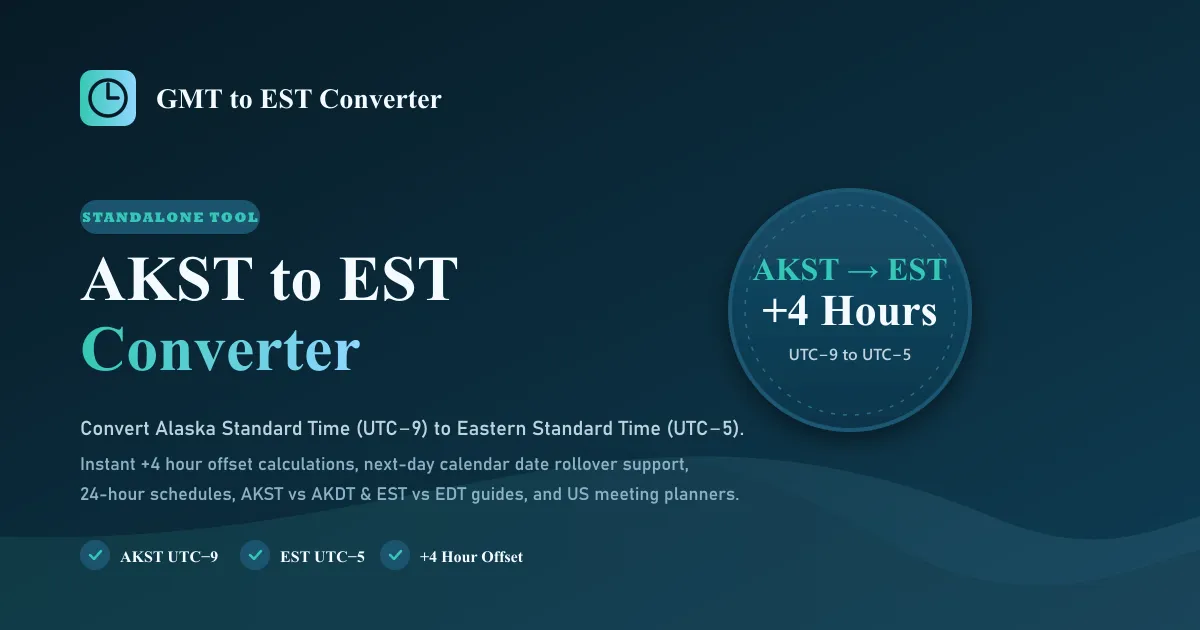 GMT to EST Converter
STANDALONE TOOL
AKST to EST
Converter
AKST → EST
+4 Hours
UTC−9 to UTC−5
Convert Alaska Standard Time (UTC−9) to Eastern Standard Time (UTC−5).
Instant +4 hour offset calculations, next-day calendar date rollover support,
24-hour schedules, AKST vs AKDT & EST vs EDT guides, and US meeting planners.
AKST UTC−9 EST UTC−5 +4 Hour Offset